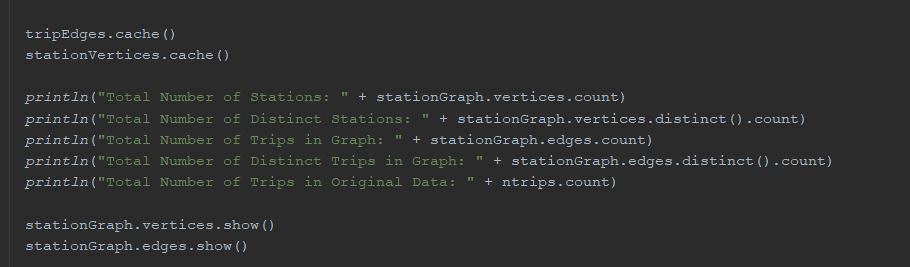 tripEdges.cache()
stationVertices.cache()
println("Total Number of Stations: " + stationGraph.vertices.count)
println("Total Number of Distinct Stations: " + stationGraph.vertices.distinct().count)
println("Total Number of Trips in Graph: " + stationGraph.edges.count)
println("Total Number of Distinct Trips in Graph: " + stationGraph.edges.distinct().count)
println("Total Number of Trips in Original Data: " + ntrips.count)
stationGraph.vertices.show()
stationGraph.edges.show()